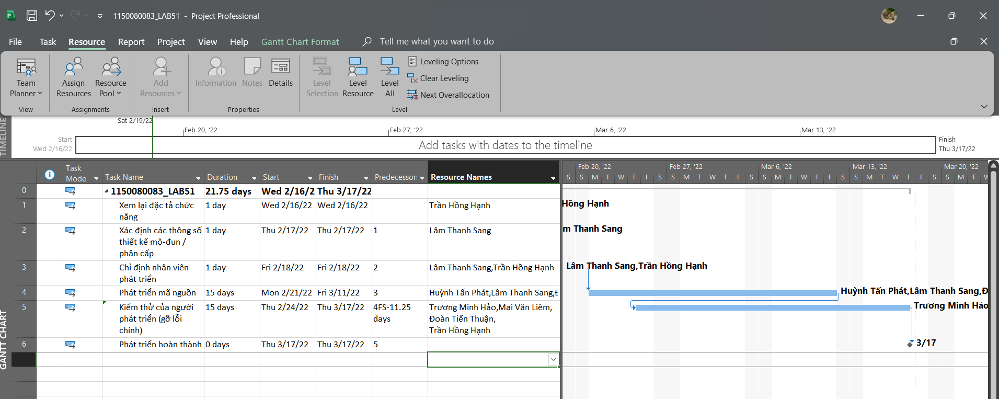 1150080083_LAB51 - Project Professional
File Task Resource Report Project View Help Gantt Chart Format Tell me what you want to do
Team Planner
Assign Resources
Resource Pool
Add Resources
Information
Notes
Details
Level Selection
Level Resource
Level All
Leveling Options
Clear Leveling
Next Overallocation
View Assignments Insert Properties Level
TIMELINE
Sat 2/19/22
Feb 20, '22 Feb 27, '22 Mar 6, '22 Mar 13, '22
Start
Wed 2/16/22
Add tasks with dates to the timeline
Finish
Thu 3/17/22
Task Mode Task Name Duration Start Finish Predecessors Resource Names
Feb 20, '22 Feb 27, '22 Mar 6, '22 Mar 13, '22 Mar 20, '22
S S M T W T F S S M T W T F S S M T W T F S S M T W T F S S M T W
0 1150080083_LAB51 21.75 days Wed 2/16/2 Thu 3/17/22
1 Xem lại đặc tả chức năng 1 day Wed 2/16/22 Wed 2/16/22 Trần Hồng Hạnh
Hồng Hạnh
2 Xác định các thông số thiết kế mô-đun / phân cấp 1 day Thu 2/17/22 Thu 2/17/22 1 Lâm Thanh Sang
m Thanh Sang
3 Chỉ định nhân viên phát triển 1 day Fri 2/18/22 Fri 2/18/22 2 Lâm Thanh Sang,Trần Hồng Hạnh
Lâm Thanh Sang,Trần Hồng Hạnh
4 Phát triển mã nguồn 15 days Mon 2/21/22 Fri 3/11/22 3 Huỳnh Tấn Phát,Lâm Thanh Sang,Đ
Huỳnh Tấn Phát,Lâm Thanh Sang,Đ
5 Kiểm thử của người phát triển (gỡ lỗi chính) 15 days Thu 2/24/22 Thu 3/17/22 4FS-11.25 days Trương Minh Hảo,Mai Văn Liêm, Đoàn Tiến Thuận, Trần Hồng Hạnh
Trương Minh Hảo
6 Phát triển hoàn thành 0 days Thu 3/17/22 Thu 3/17/22 5
3/17
GANTT CHART